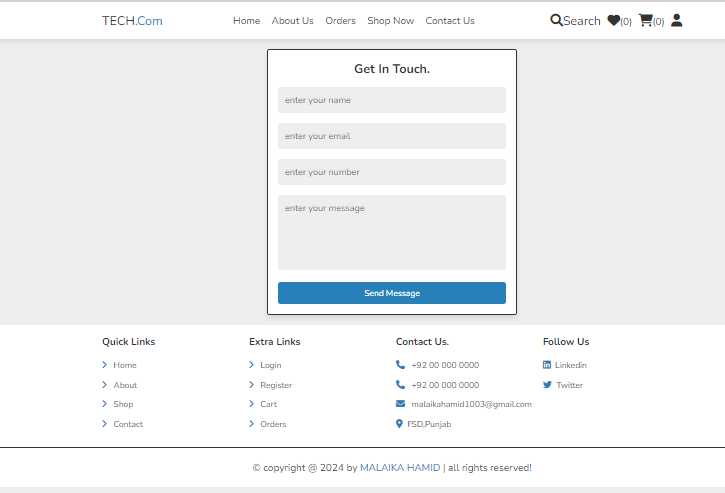 TECH.Com Home About Us Orders Shop Now Contact Us Search (0) (0)
Get In Touch.
enter your name
enter your email
enter your number
enter your message
Send Message
Quick Links
Home
About
Shop
Contact
Extra Links
Login
Register
Cart
Orders
Contact Us.
+92 00 000 0000
+92 00 000 0000
malaikahamid1003@gmail.com
FSD,Punjab
Follow Us
Linkedin
Twitter
© copyright @ 2024 by MALAIKA HAMID | all rights reserved!